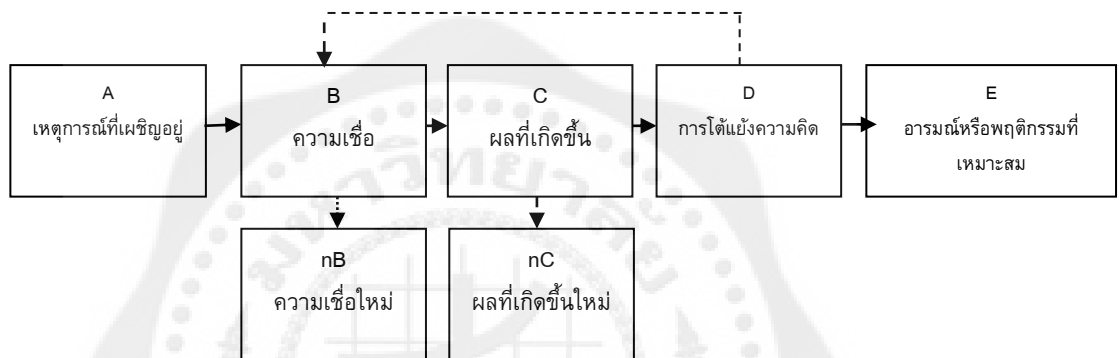 A
เหตุการณ์ที่เผชิญอยู่
B
ความเชื่อ
C
ผลที่เกิดขึ้น
D
การโต้แย้งความคิด
E
อารมณ์หรือพฤติกรรมที่
เหมาะสม
nB
ความเชื่อใหม่
nC
ผลที่เกิดขึ้นใหม่